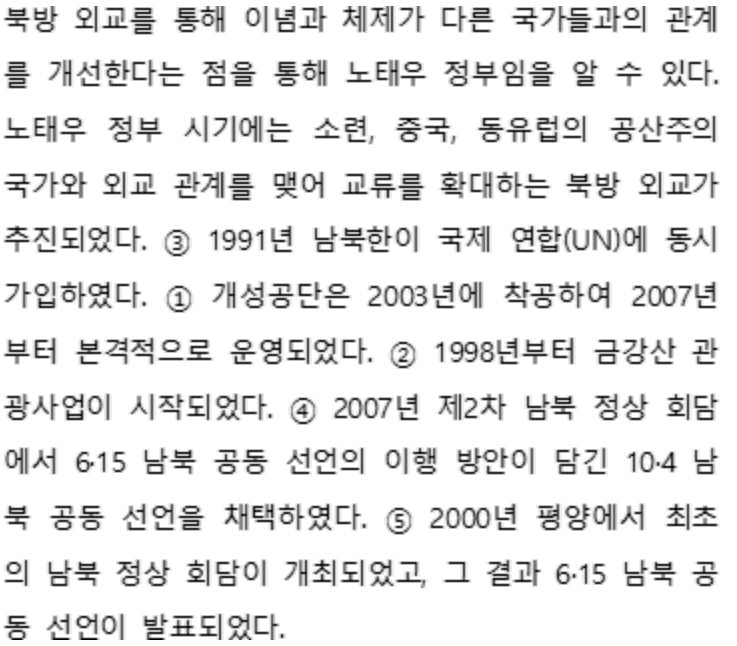 북방 외교를 통해 이념과 체제가 다른 국가들과의 관계
를 개선한다는 점을 통해 노태우 정부임을 알 수 있다.
노태우 정부 시기에는 소련, 중국, 동유럽의 공산주의
국가와 외교 관계를 맺어 교류를 확대하는 북방 외교가
추진되었다. ③ 1991년 남북한이 국제 연합(UN)에 동시
가입하였다. ① 개성공단은 2003년에 착공하여 2007년
부터 본격적으로 운영되었다. ② 1998년부터 금강산 관
광사업이 시작되었다. ④ 2007년 제2차 남북 정상 회담
에서 6·15 남북 공동 선언의 이행 방안이 담긴 10·4 남
북 공동 선언을 채택하였다. ⑤ 2000년 평양에서 최초
의 남북 정상 회담이 개최되었고, 그 결과 6·15 남북 공
동 선언이 발표되었다.